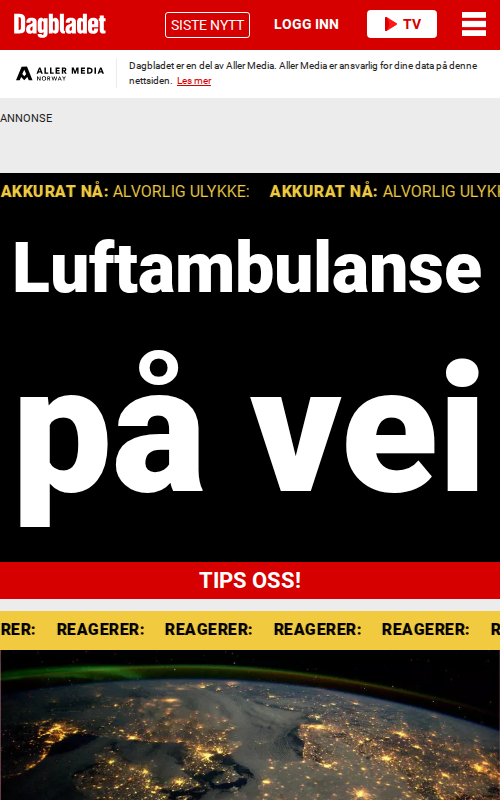 Dagbladet
SISTE NYTT
LOGG INN
TV
ALLER MEDIA
NORWAY
Dagbladet er en del av Aller Media. Aller Media er ansvarlig for dine data på denne
nettsiden. Les mer
ANNONSE
AKKURAT NÅ: ALVORLIG ULYKKE: AKKURAT NÅ: ALVORLIG ULYKK
Luftambulanse
på vei
TIPS OSS!
RER: REAGERER: REAGERER: REAGERER: REAGERER: R